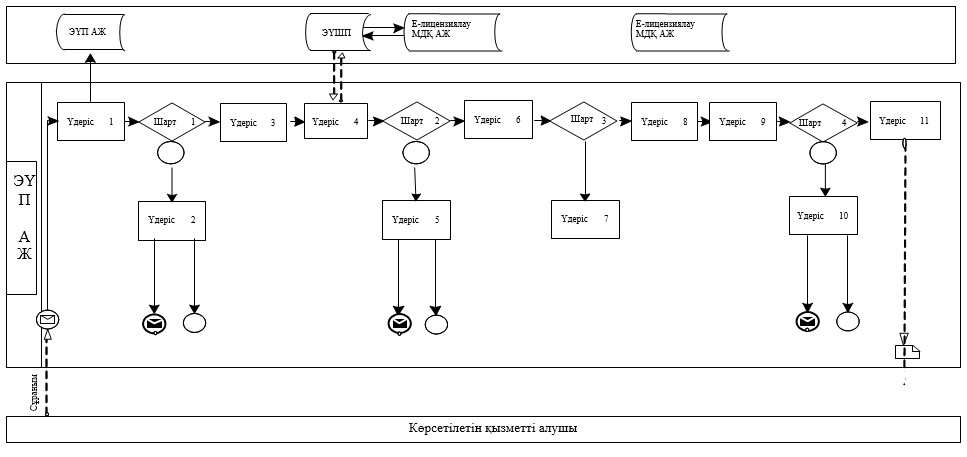 ЭҮП АЖ
ЭҮШП
Е-лицензиялау
МДҚ АЖ
Е-лицензиялау
МДҚ АЖ
Үдеріс 1
Шарт 1
Үдеріс 3
Үдеріс 4
Шарт 2
Үдеріс 6
Шарт 3
Үдеріс 8
Үдеріс 9
Шарт 4
Үдеріс 11
ЭҮ
П
А
Ж
Үдеріс 2
Үдеріс 5
Үдеріс 7
Үдеріс 10
Сұраным
Көрсетілетін қызметті алушы